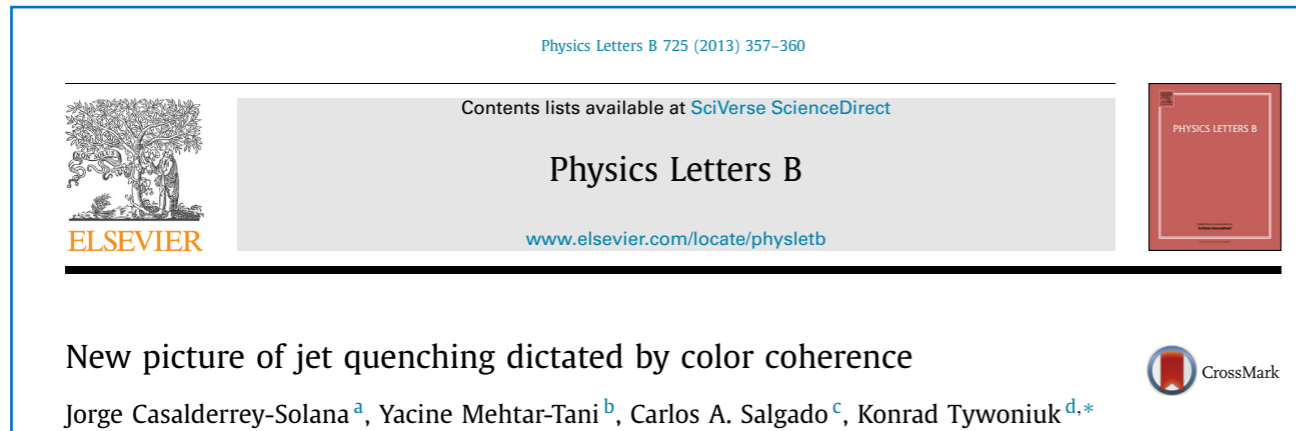 Physics Letters B 725 (2013) 357–360
Contents lists available at SciVerse ScienceDirect
Physics Letters B
www.elsevier.com/locate/physletb
ELSEVIER
PHYSICS LETTERS B
New picture of jet quenching dictated by color coherence
CrossMark
Jorge Casalderrey-Solana a, Yacine Mehtar-Tani b, Carlos A. Salgado c, Konrad Tywoniuk d,*